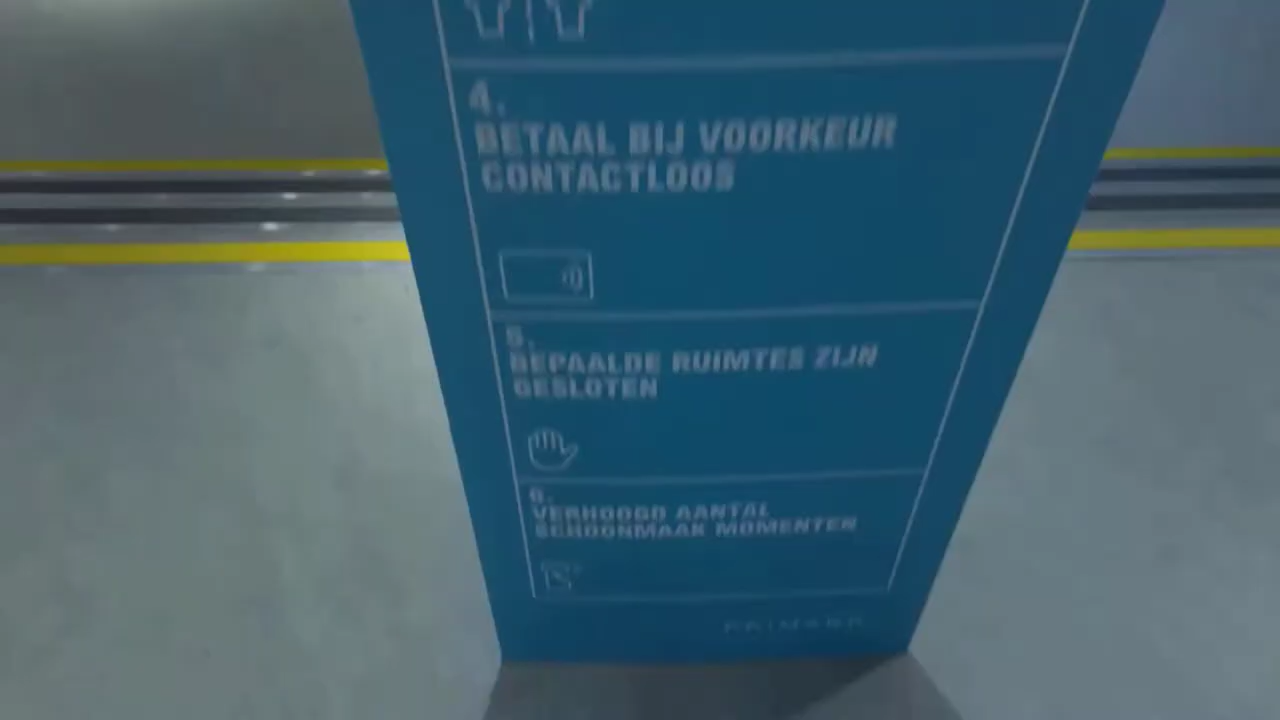 4.
BETAAL BIJ VOORKEUR
CONTACTLOOS
5.
BEPAALDE RUIMTES ZIJN
GESLOTEN
6.
VERHOOGD AANTAL
SCHOONMAAK MOMENTEN
PRIMARK